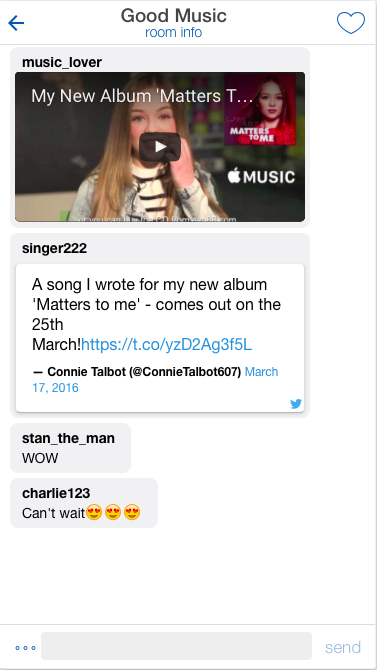 Good Music
room info
music_lover
My New Album 'Matters T...
MATTERS
TO ME
MUSIC
singer222
A song I wrote for my new album
'Matters to me' - comes out on the
25th
March!https://t.co/yzD2Ag3f5L
— Connie Talbot (@ConnieTalbot607) March
17, 2016
stan_the_man
WOW
charlie123
Can't wait😍😍😍
send